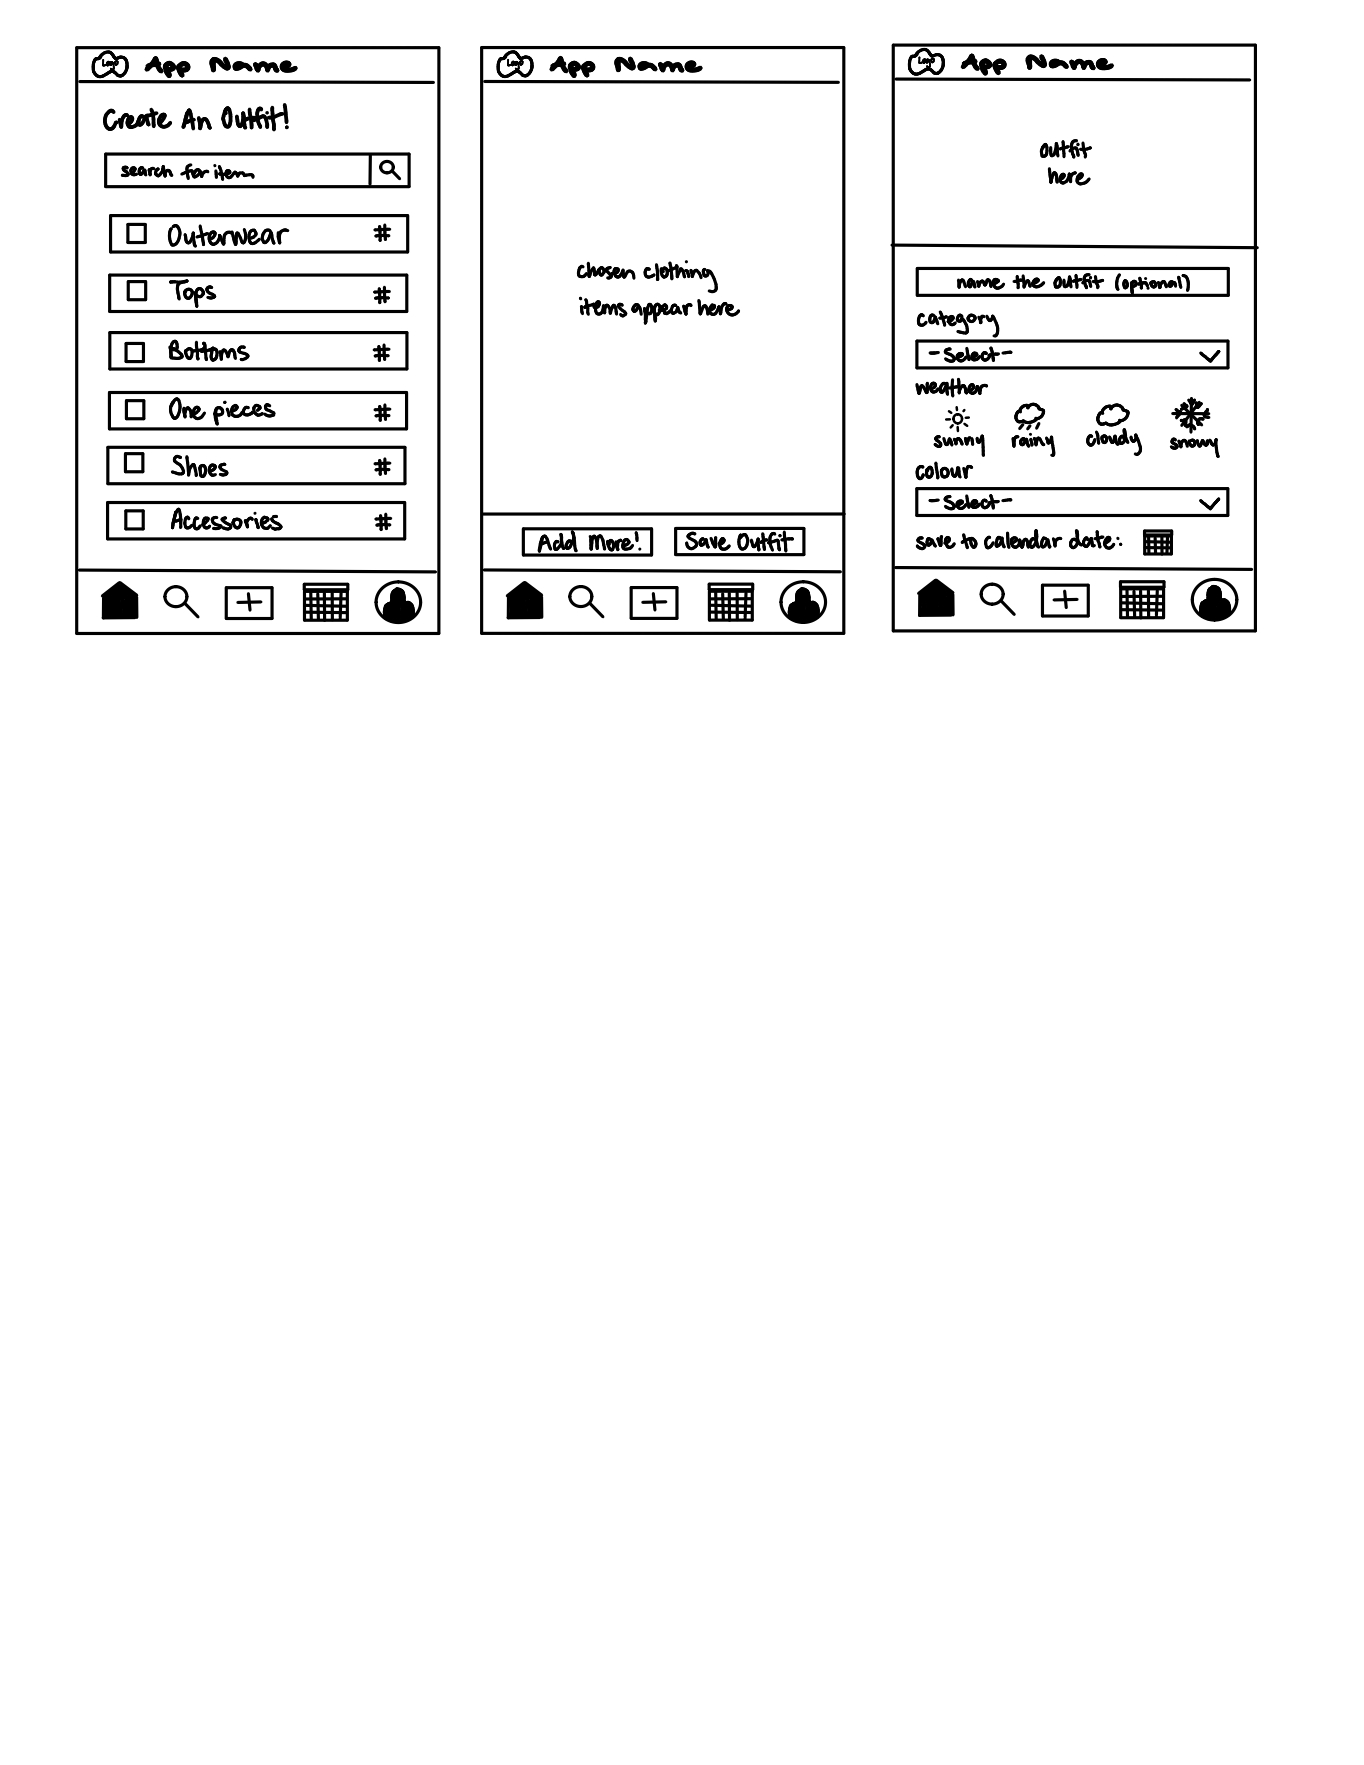 Logo App Name
Create An Outfit!
search for item
Outerwear #
Tops #
Bottoms #
One pieces #
Shoes #
Accessories #
Logo App Name
chosen clothing
items appear here
Add More!
Save Outfit
Logo App Name
outfit
here
name the outfit (optional)
category
-Select-
weather
sunny rainy cloudy snowy
colour
-Select-
save to calendar date: